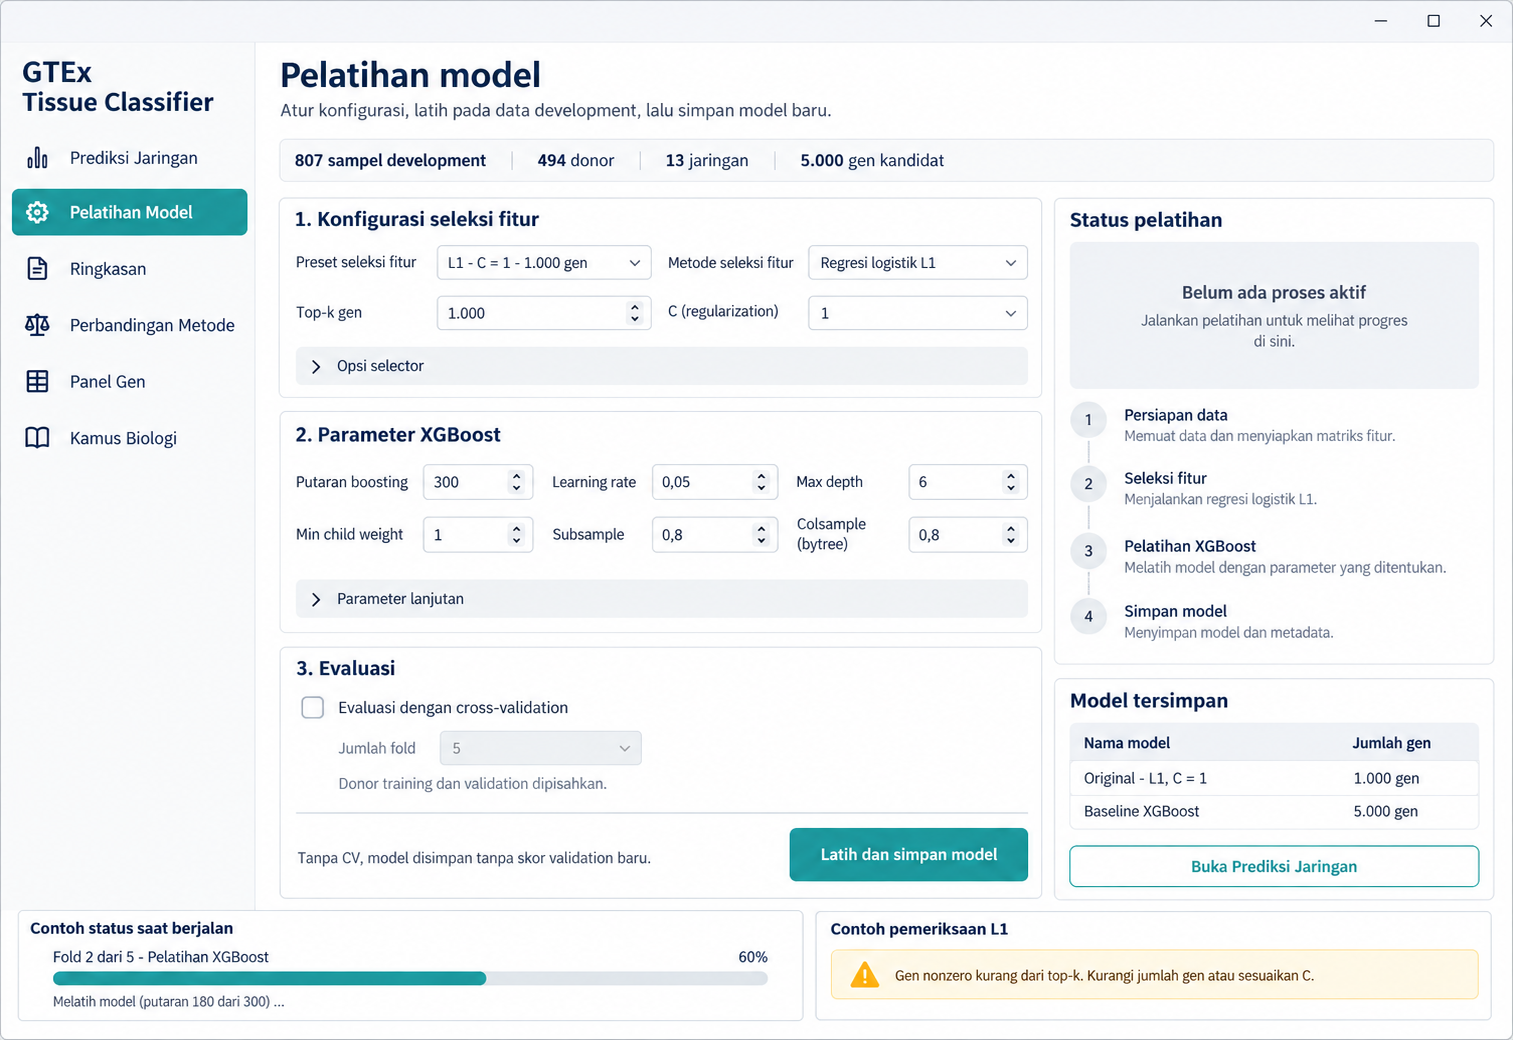 GTEx
Tissue Classifier
Prediksi Jaringan
Pelatihan Model
Ringkasan
Perbandingan Metode
Panel Gen
Kamus Biologi
Pelatihan model
Atur konfigurasi, latih pada data development, lalu simpan model baru.
807 sampel development
494 donor
13 jaringan
5.000 gen kandidat
1. Konfigurasi seleksi fitur
Preset seleksi fitur
L1 - C = 1 - 1.000 gen
Metode seleksi fitur
Regresi logistik L1
Top-k gen
1.000
C (regularization)
1
Opsi selector
2. Parameter XGBoost
Putaran boosting
300
Learning rate
0,05
Max depth
6
Min child weight
1
Subsample
0,8
Colsample
(bytree)
0,8
Parameter lanjutan
3. Evaluasi
Evaluasi dengan cross-validation
Jumlah fold
5
Donor training dan validation dipisahkan.
Tanpa CV, model disimpan tanpa skor validation baru.
Latih dan simpan model
Status pelatihan
Belum ada proses aktif
Jalankan pelatihan untuk melihat progres
di sini.
1
Persiapan data
Memuat data dan menyiapkan matriks fitur.
2
Seleksi fitur
Menjalankan regresi logistik L1.
3
Pelatihan XGBoost
Melatih model dengan parameter yang ditentukan.
4
Simpan model
Menyimpan model dan metadata.
Model tersimpan
Nama model
Jumlah gen
Original - L1, C = 1
1.000 gen
Baseline XGBoost
5.000 gen
Buka Prediksi Jaringan
Contoh status saat berjalan
Fold 2 dari 5 - Pelatihan XGBoost
60%
Melatih model (putaran 180 dari 300) ...
Contoh pemeriksaan L1
Gen nonzero kurang dari top-k. Kurangi jumlah gen atau sesuaikan C.